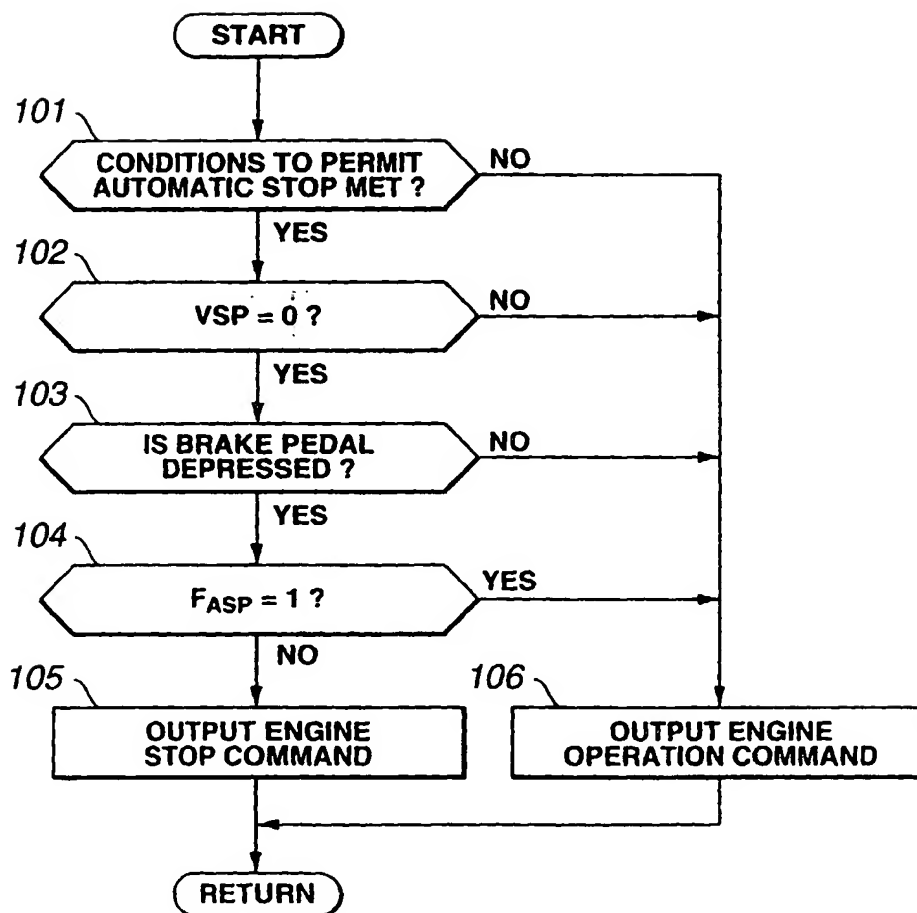 START
101
CONDITIONS TO PERMIT
AUTOMATIC STOP MET ?
NO
YES
102
VSP = 0 ?
NO
YES
103
IS BRAKE PEDAL
DEPRESSED ?
NO
YES
104
FASP = 1 ?
YES
NO
105
OUTPUT ENGINE
STOP COMMAND
106
OUTPUT ENGINE
OPERATION COMMAND
RETURN